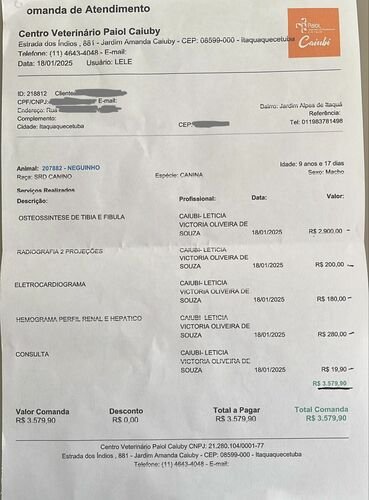 omanda de Atendimento
Centro Veterinário Paiol Caiuby
Estrada dos Índios , 881 - Jardim Amanda Caiuby - CEP: 08599-000 - Itaquaquecetuba
Telefone: (11) 4643-4048 - E-mail:
Data: 18/01/2025 Usuário: LELE
PAIOL
Caiubi
ID: 218812 Cliente
CPF/CNPJ: E-mail:
Endereço: Rua Bairro: Jardim Alpes de Itaquá
Complemento: Referência:
Cidade: Itaquaquecetuba CEP: Tel: 011983781498
Animal: 207882 - NEGUINHO Idade: 9 anos e 17 dias
Raça: SRD CANINO Espécie: CANINA Sexo: Macho
Serviços Realizados
Descrição: Profissional: Data: Valor:
OSTEOSSINTESE DE TIBIA E FIBULA CAIUBI- LETICIA VICTORIA OLIVEIRA DE SOUZA 18/01/2025 R$ 2.900,00
RADIOGRAFIA 2 PROJEÇÕES CAIUBI- LETICIA VICTORIA OLIVEIRA DE SOUZA 18/01/2025 R$ 200,00
ELETROCARDIOGRAMA CAIUBI- LETICIA VICTORIA OLIVEIRA DE SOUZA 18/01/2025 R$ 180,00
HEMOGRAMA PERFIL RENAL E HEPÁTICO CAIUBI- LETICIA VICTORIA OLIVEIRA DE SOUZA 18/01/2025 R$ 280,00
CONSULTA CAIUBI- LETICIA VICTORIA OLIVEIRA DE SOUZA 18/01/2025 R$ 19,90
R$ 3.579,90
Valor Comanda Desconto Total a Pagar Total Comanda
R$ 3.579,90 R$ 0,00 R$ 3.579,90 R$ 3.579,90
Centro Veterinário Paiol Caiuby CNPJ: 21.280.104/0001-77
Estrada dos Índios , 881 - Jardim Amanda Caiuby - CEP: 08599-000 - Itaquaquecetuba
Telefone: (11) 4643-4048 - E-mail: